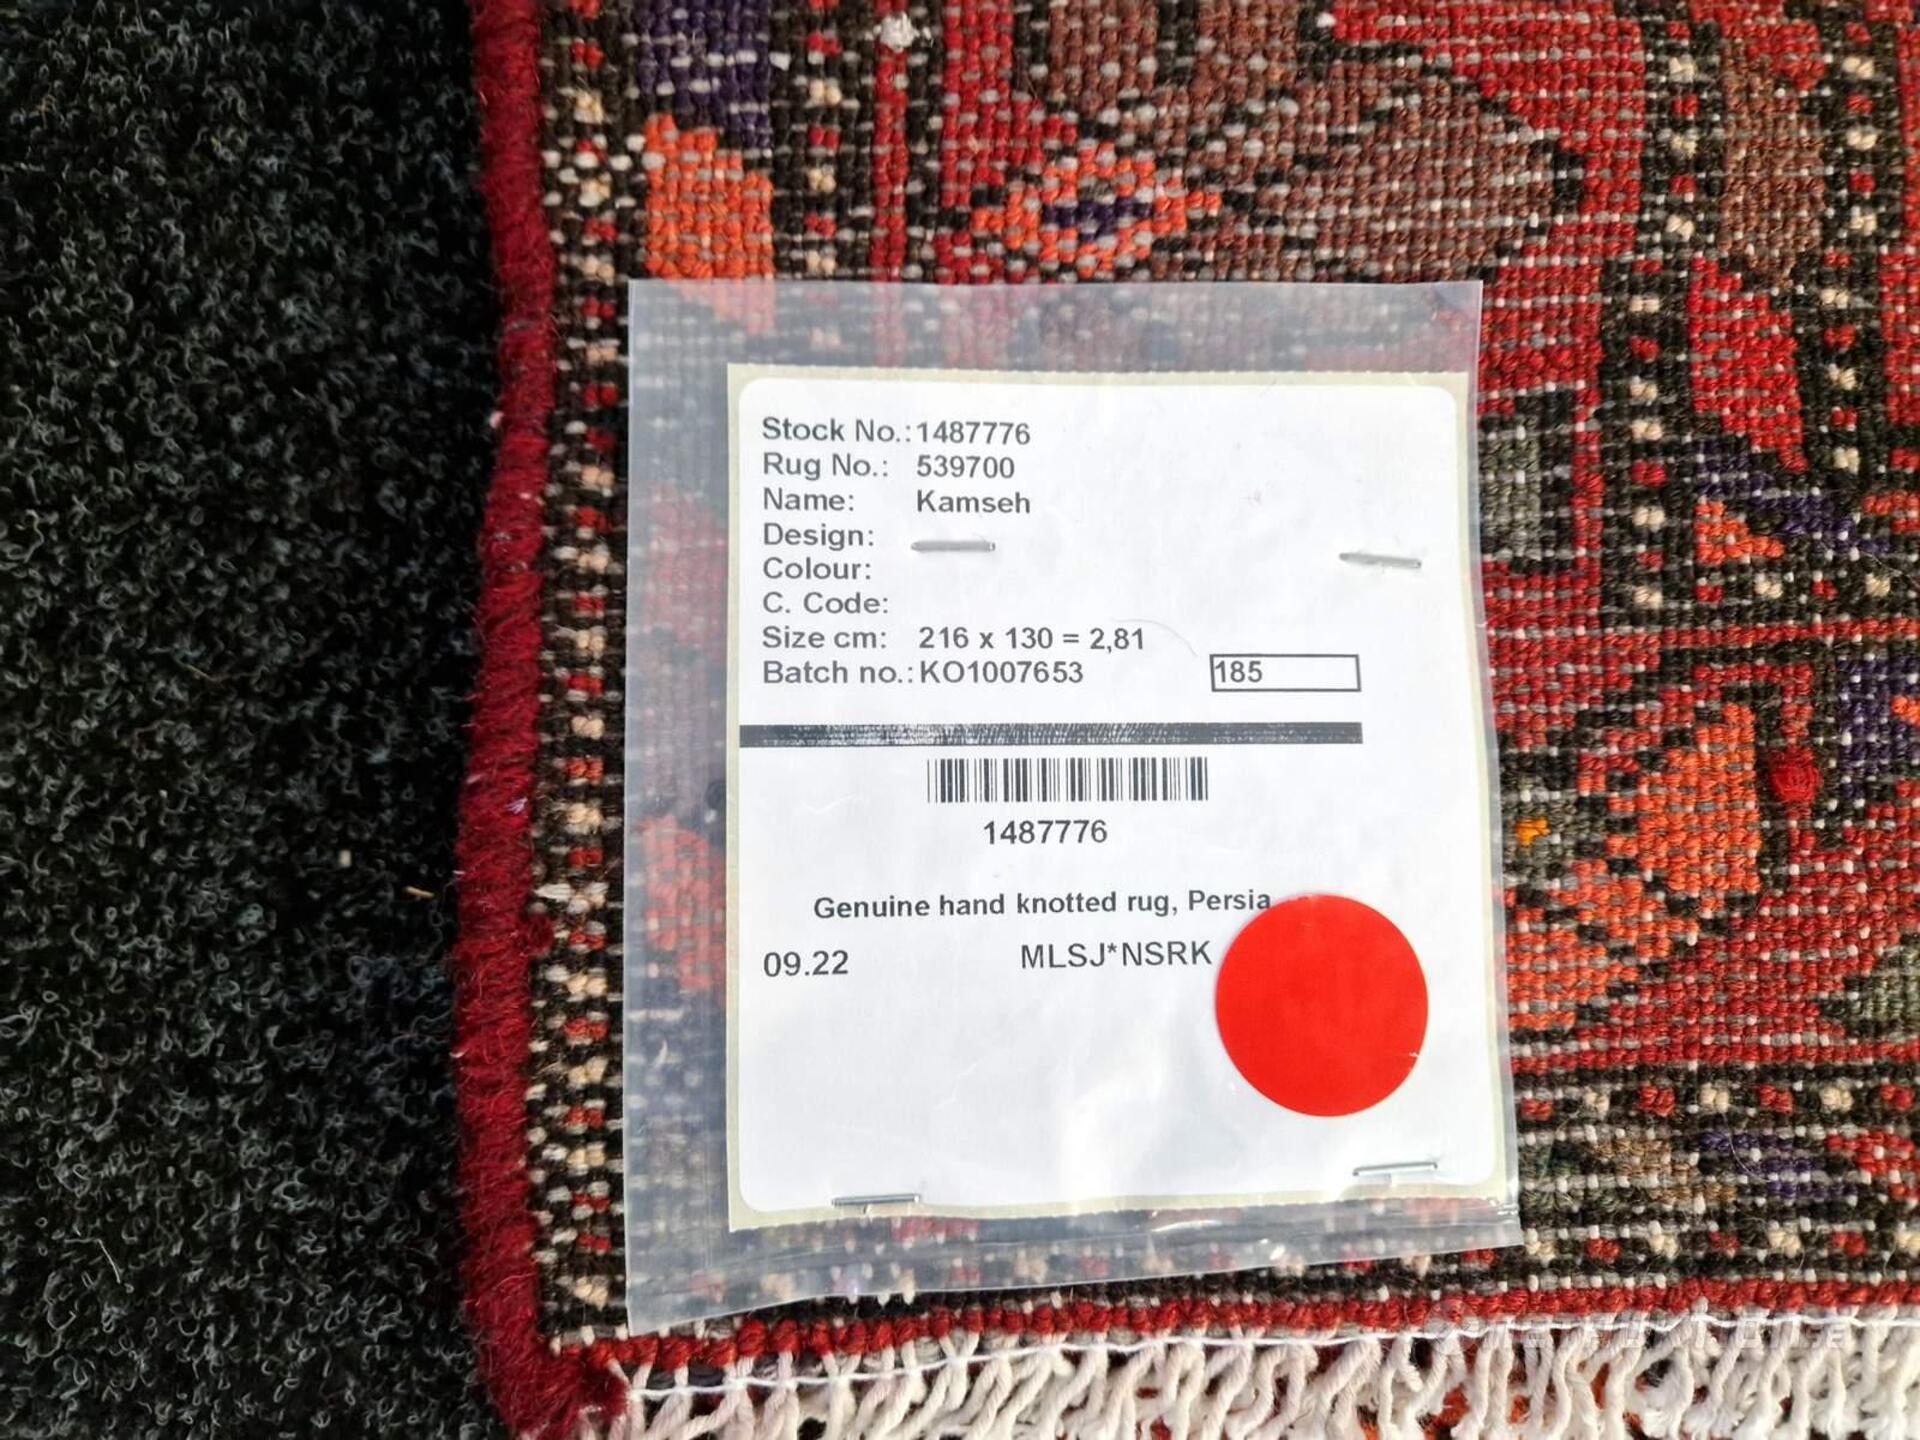 Stock No.: 1487776
Rug No.: 539700
Name: Kamseh
Design:
Colour:
C. Code:
Size cm: 216 x 130 = 2,81
Batch no.: KO1007653 185
1487776
Genuine hand knotted rug, Persia
09.22 MLSJ*NSRK